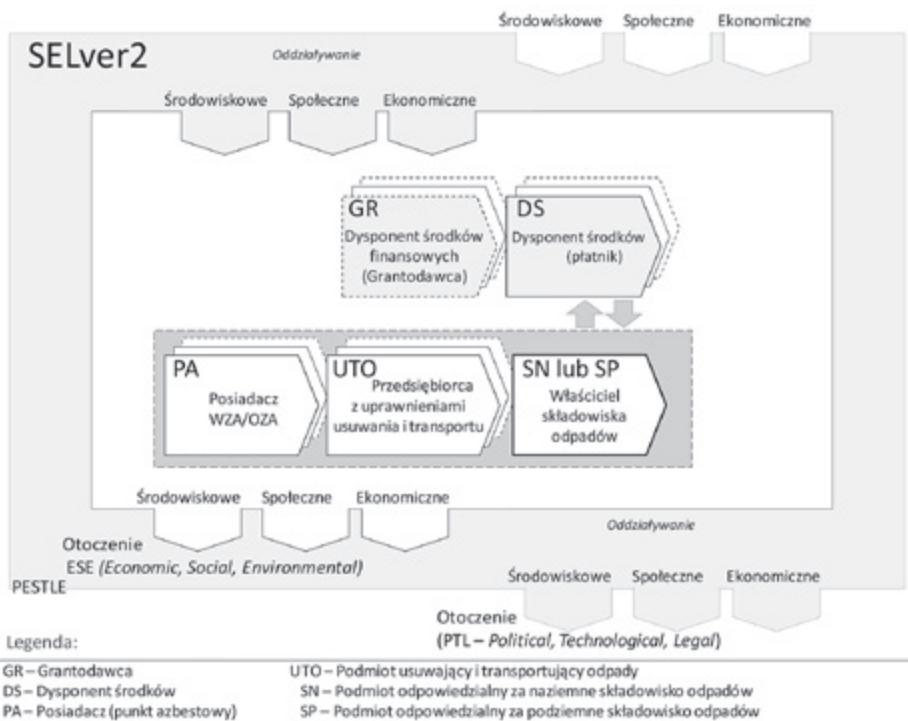 Środowiskowe Społeczne Ekonomiczne
SELver2
Oddziaływanie
Środowiskowe Społeczne Ekonomiczne
GR
Dysponent środków
finansowych
(Grantodawca)
DS
Dysponent środków
(płatnik)
PA
Posiadacz
WZA/OZA
UTO
Przedsiębiorca
z uprawnieniami
usuwania i transportu
SN lub SP
Właściciel
składowiska
odpadów
Środowiskowe Społeczne Ekonomiczne
Oddziaływanie
Otoczenie
ESE (Economic, Social, Environmental)
PESTLE
Środowiskowe Społeczne Ekonomiczne
Otoczenie
(PTL – Political, Technological, Legal)
Legenda:
GR – Grantodawca
DS – Dysponent środków
PA – Posiadacz (punkt azbestowy)
UTO – Podmiot usuwający i transportujący odpady
SN – Podmiot odpowiedzialny za naziemne składowisko odpadów
SP – Podmiot odpowiedzialny za podziemne składowisko odpadów